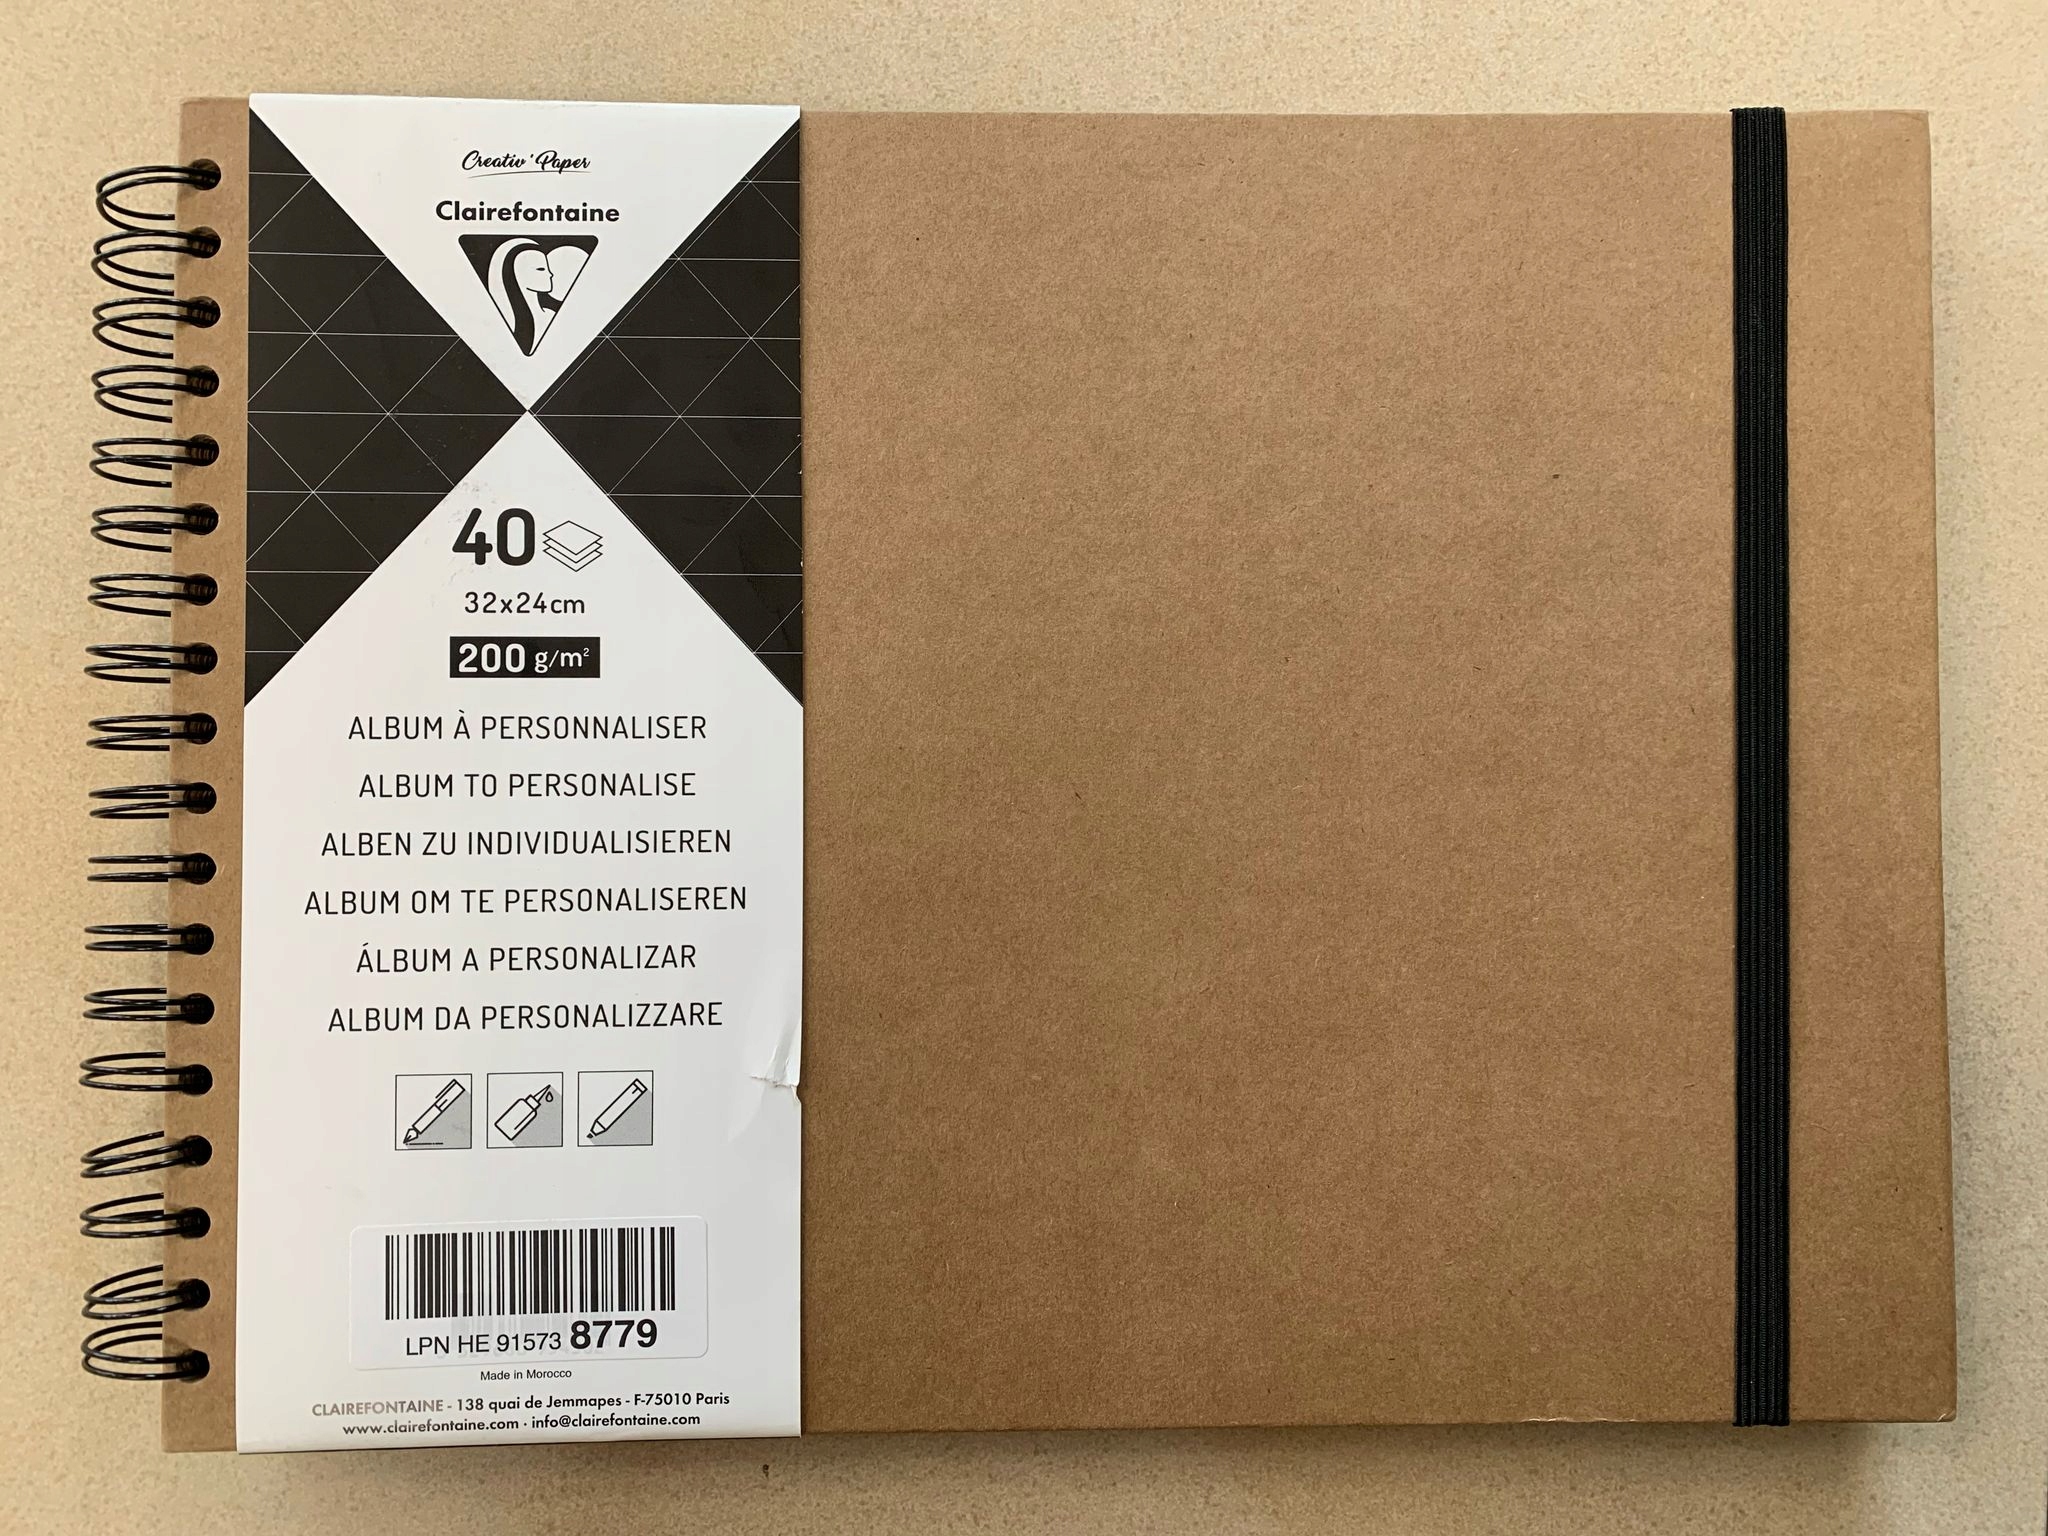 Creativ'Paper
Clairefontaine
40
32x24cm
200 g/m²
ALBUM À PERSONNALISER
ALBUM TO PERSONALISE
ALBEN ZU INDIVIDUALISIEREN
ALBUM OM TE PERSONALISEREN
ÁLBUM A PERSONALIZAR
ALBUM DA PERSONALIZZARE
LPN HE 91573 8779
Made in Morocco
CLAIREFONTAINE - 138 quai de Jemmapes - F-75010 Paris
www.clairefontaine.com · info@clairefontaine.com